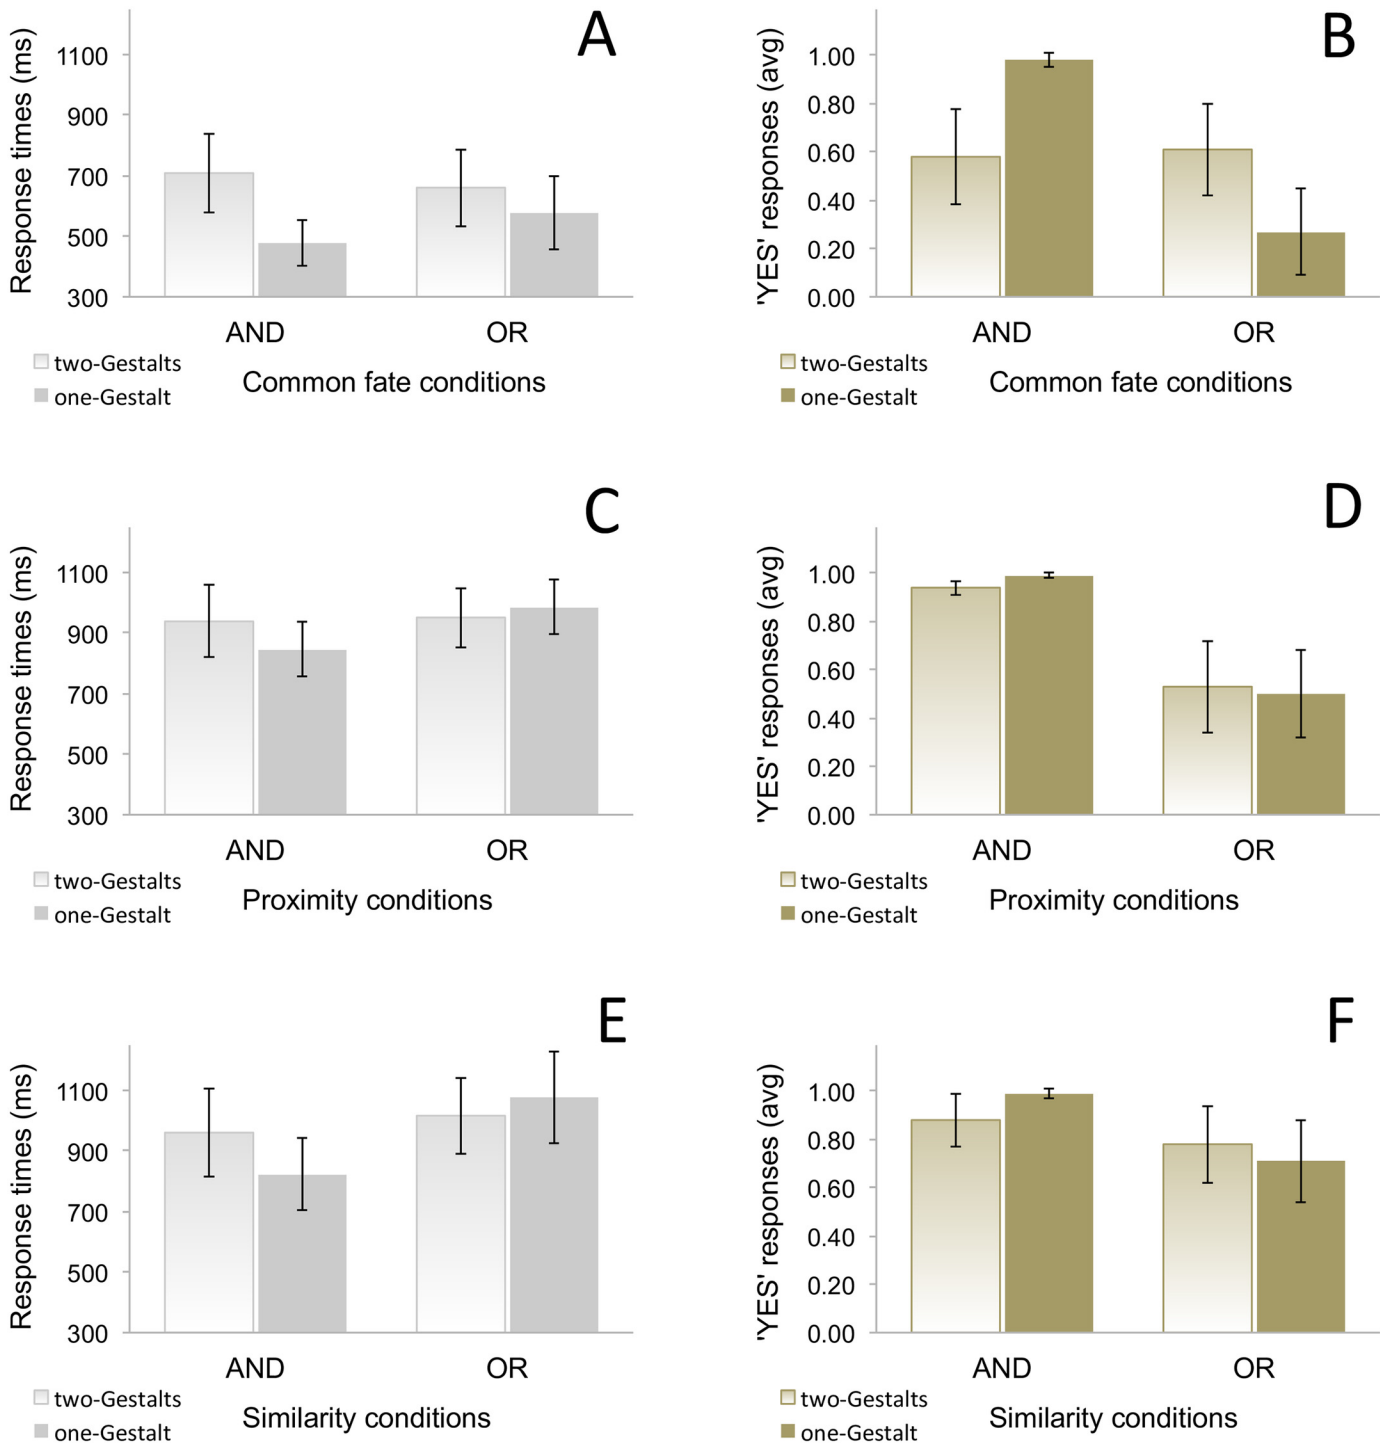 A
Response times (ms)
1100
900
700
500
300
AND OR
two-Gestalts
one-Gestalt
Common fate conditions
B
'YES' responses (avg)
1.00
0.80
0.60
0.40
0.20
0.00
AND OR
two-Gestalts
one-Gestalt
Common fate conditions
C
Response times (ms)
1100
900
700
500
300
AND OR
two-Gestalts
one-Gestalt
Proximity conditions
D
'YES' responses (avg)
1.00
0.80
0.60
0.40
0.20
0.00
AND OR
two-Gestalts
one-Gestalt
Proximity conditions
E
Response times (ms)
1100
900
700
500
300
AND OR
two-Gestalts
one-Gestalt
Similarity conditions
F
'YES' responses (avg)
1.00
0.80
0.60
0.40
0.20
0.00
AND OR
two-Gestalts
one-Gestalt
Similarity conditions